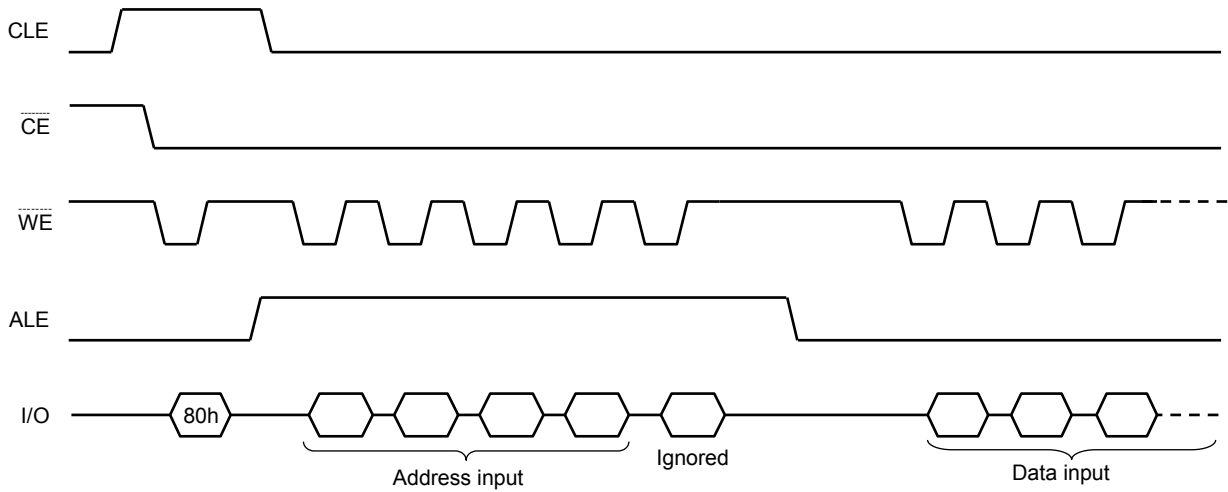 CLE
CE
WE
ALE
I/O
80h
Address input
Ignored
Data input